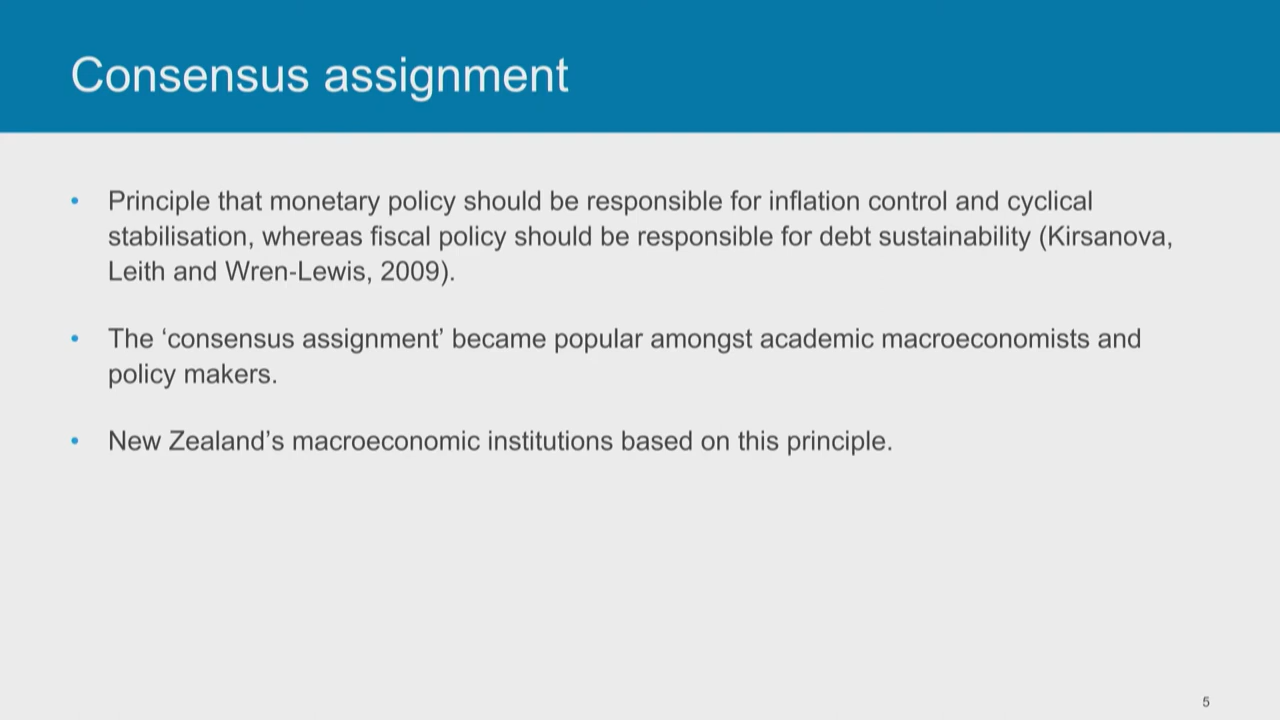 Consensus assignment
• Principle that monetary policy should be responsible for inflation control and cyclical
stabilisation, whereas fiscal policy should be responsible for debt sustainability (Kirsanova,
Leith and Wren-Lewis, 2009).
• The ‘consensus assignment’ became popular amongst academic macroeconomists and
policy makers.
• New Zealand’s macroeconomic institutions based on this principle.
5